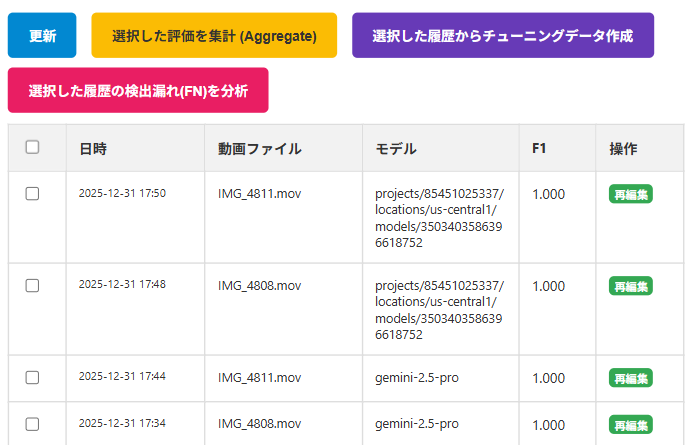 更新
選択した評価を集計 (Aggregate)
選択した履歴からチューニングデータ作成
選択した履歴の検出漏れ(FN)を分析
日時 動画ファイル モデル F1 操作
2025-12-31 17:50 IMG_4811.mov projects/85451025337/ 1.000 再編集
locations/us-central1/
models/350340358639
6618752
2025-12-31 17:48 IMG_4808.mov projects/85451025337/ 1.000 再編集
locations/us-central1/
models/350340358639
6618752
2025-12-31 17:44 IMG_4811.mov gemini-2.5-pro 1.000 再編集
2025-12-31 17:34 IMG_4808.mov gemini-2.5-pro 1.000 再編集